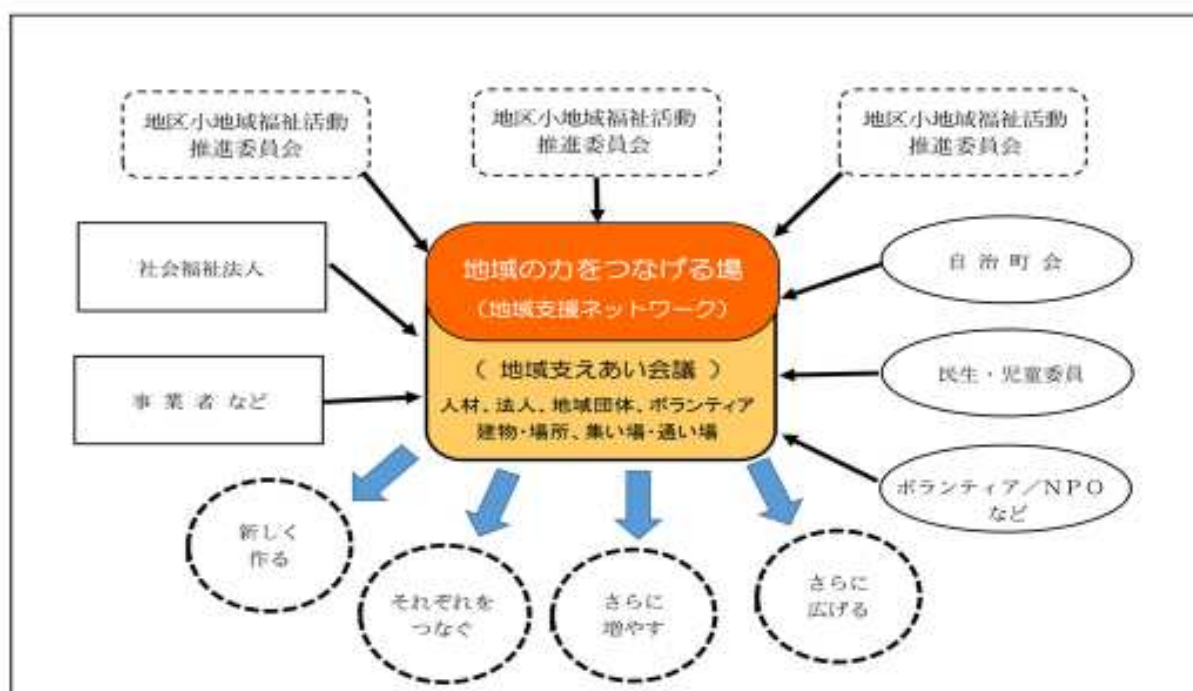 地区小地域福祉活動
推進委員会
地区小地域福祉活動
推進委員会
地区小地域福祉活動
推進委員会
社会福祉法人
地域の力をつなげる場
（地域支援ネットワーク）
自 治 町 会
事 業 者 など
（ 地域支えあい会議 ）
人材、法人、地域団体、ボランティア
建物・場所、集い場・通い場
民生・児童委員
ボランティア／ＮＰＯ
など
新しく
作る
それぞれを
つなぐ
さらに
増やす
さらに
広げる